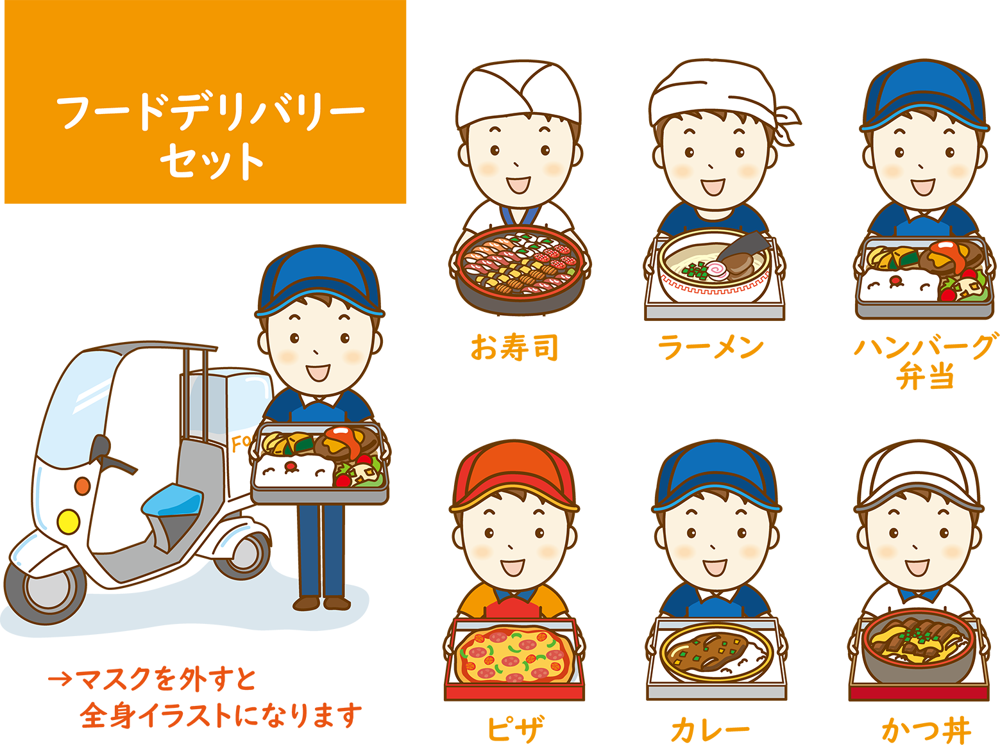 フードデリバリー
セット
お寿司
ラーメン
ハンバーグ
弁当
FO
→マスクを外すと
全身イラストになります
ピザ
カレー
かつ丼